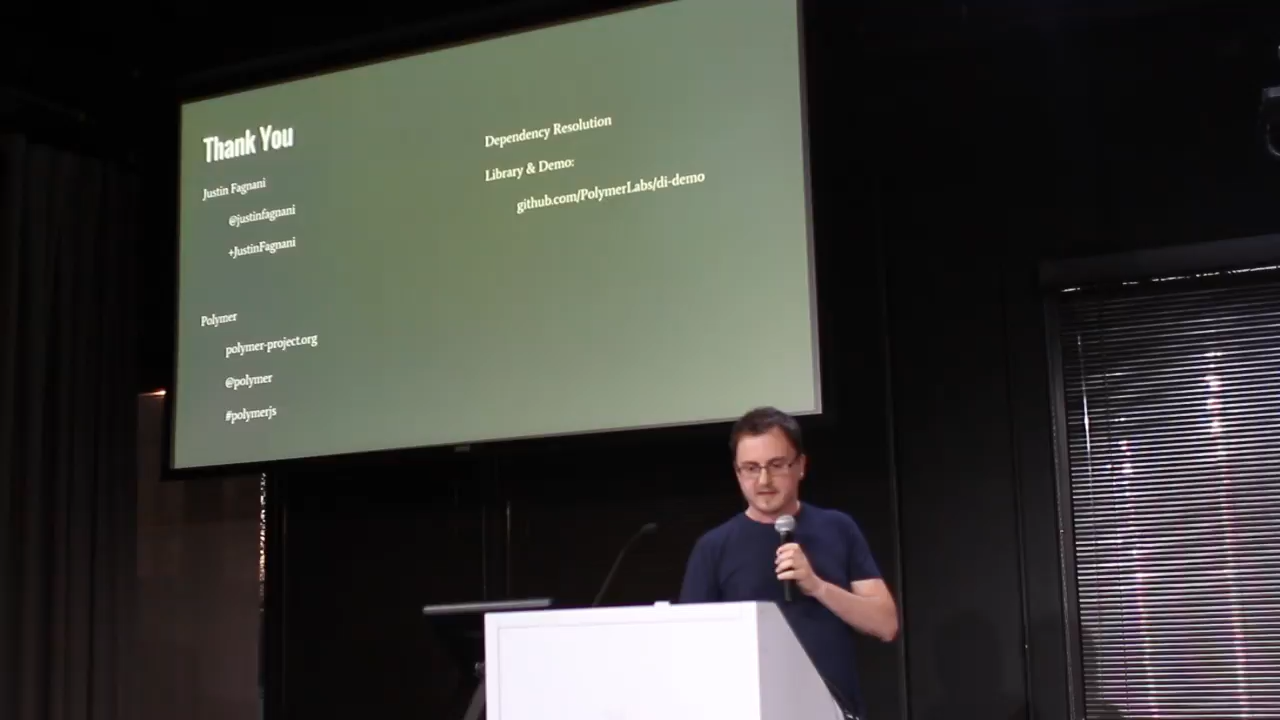 Thank You
Justin Fagnani
@justinfagnani
+JustinFagnani
Polymer
polymer-project.org
@polymer
#polymerjs
Dependency Resolution
Library & Demo:
github.com/PolymerLabs/di-demo